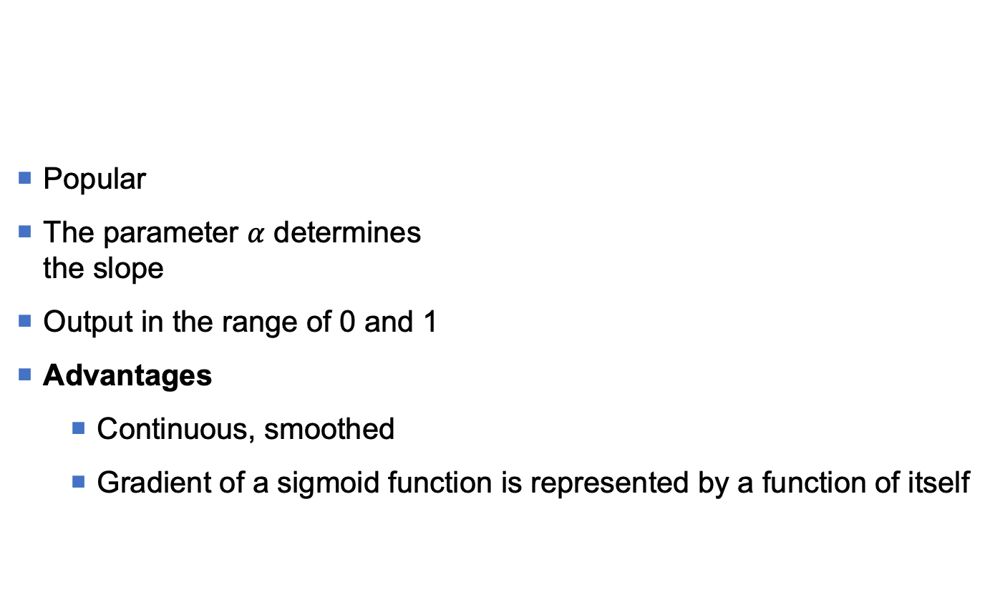 Popular
The parameter α determines
the slope
Output in the range of 0 and 1
Advantages
Continuous, smoothed
Gradient of a sigmoid function is represented by a function of itself